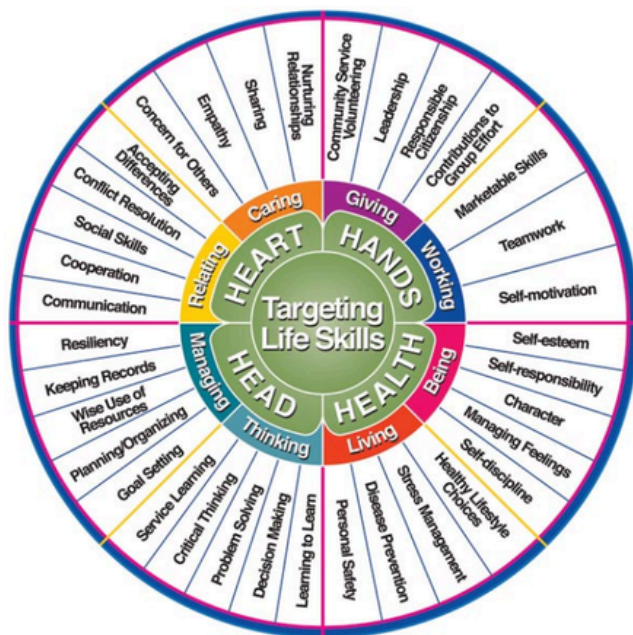 Targeting
Life Skills
HEART
HANDS
HEALTH
HEAD
Caring
Giving
Working
Being
Living
Thinking
Managing
Relating
Nurturing
Relationships
Sharing
Empathy
Concern for Others
Accepting
Differences
Conflict Resolution
Social Skills
Cooperation
Communication
Community Service
Volunteering
Leadership
Responsible
Citizenship
Contributions to
Group Effort
Marketable Skills
Teamwork
Self-motivation
Self-esteem
Self-responsibility
Character
Managing Feelings
Self-discipline
Healthy Lifestyle
Choices
Stress Management
Disease Prevention
Personal Safety
Learning to Learn
Decision Making
Problem Solving
Critical Thinking
Service Learning
Goal Setting
Planning/Organizing
Wise Use of
Resources
Keeping Records
Resiliency